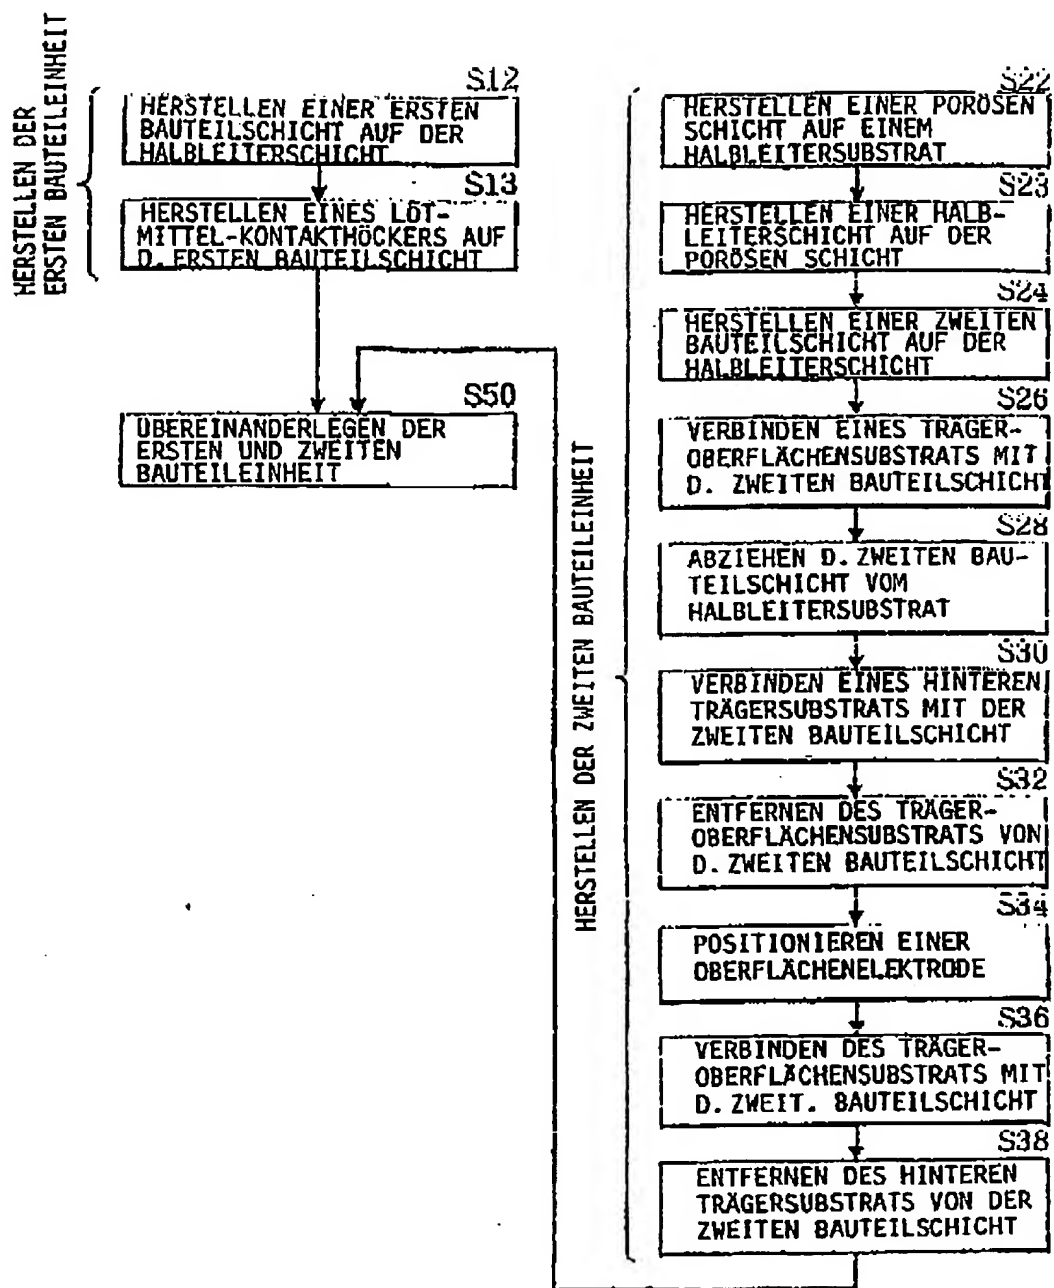 HERSTELLEN DER
ERSTEN BAUTEILEINHEIT
S12
HERSTELLEN EINER ERSTEN
BAUTEILSCHICHT AUF DER
HALBLEITERSCHICHT
S13
HERSTELLEN EINES LÖT-
MITTEL-KONTAKTHÖCKERS AUF
D. ERSTEN BAUTEILSCHICHT
S50
ÜBEREINANDERLEGEN DER
ERSTEN UND ZWEITEN
BAUTEILEINHEIT
HERSTELLEN DER ZWEITEN BAUTEILEINHEIT
S22
HERSTELLEN EINER PORÖSEN
SCHICHT AUF EINEM
HALBLEITERSUBSTRAT
S23
HERSTELLEN EINER HALB-
LEITERSCHICHT AUF DER
PORÖSEN SCHICHT
S24
HERSTELLEN EINER ZWEITEN
BAUTEILSCHICHT AUF DER
HALBLEITERSCHICHT
S26
VERBINDEN EINES TRÄGER-
OBERFLÄCHENSUBSTRATS MIT
D. ZWEITEN BAUTEILSCHICHT
S28
ABZIEHEN D. ZWEITEN BAU-
TEILSCHICHT VOM
HALBLEITERSUBSTRAT
S30
VERBINDEN EINES HINTEREN
TRÄGERSUBSTRATS MIT DER
ZWEITEN BAUTEILSCHICHT
S32
ENTFERNEN DES TRÄGER-
OBERFLÄCHENSUBSTRATS VON
D. ZWEITEN BAUTEILSCHICHT
S34
POSITIONIEREN EINER
OBERFLÄCHENELEKTRODE
S36
VERBINDEN DES TRÄGER-
OBERFLÄCHENSUBSTRATS MIT
D. ZWEIT. BAUTEILSCHICHT
S38
ENTFERNEN DES HINTEREN
TRÄGERSUBSTRATS VON DER
ZWEITEN BAUTEILSCHICHT